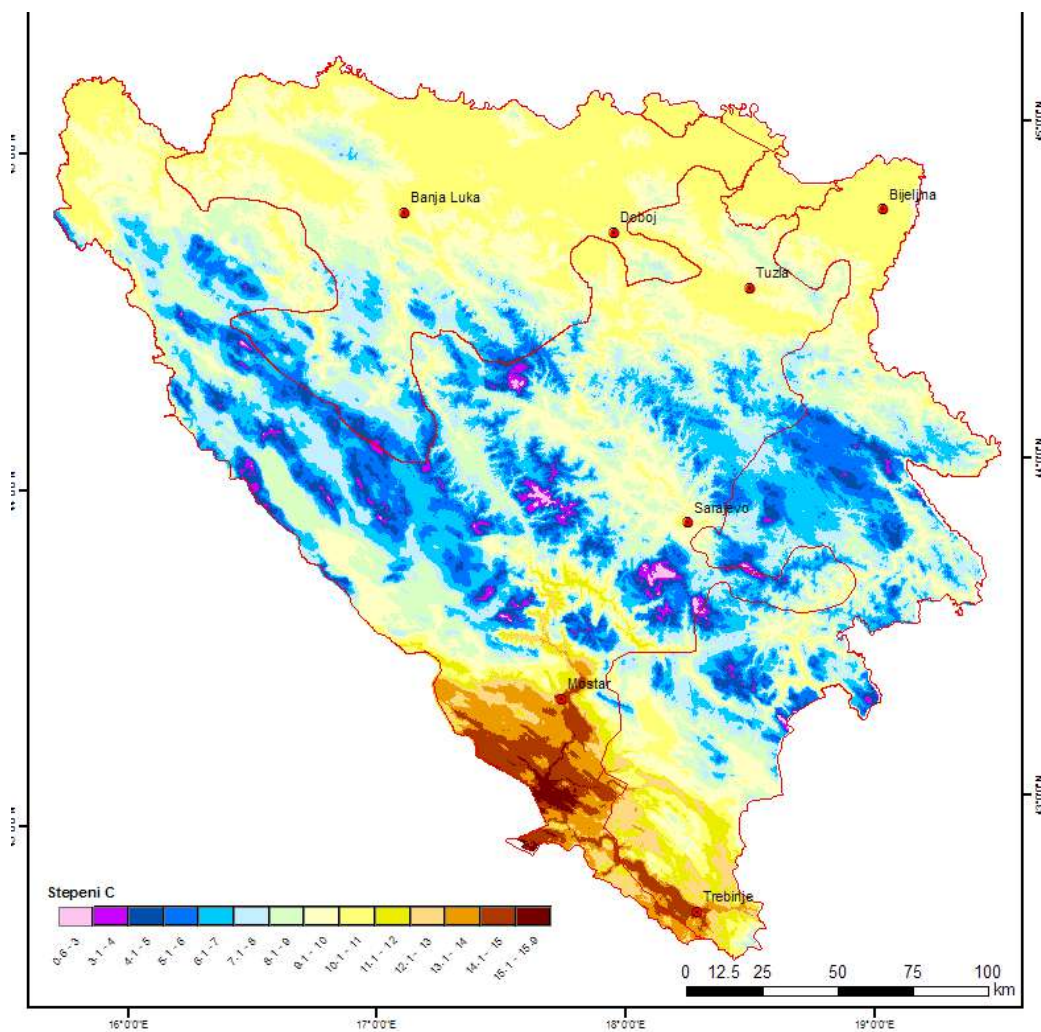 Banja Luka
Doboj
Bijeljina
Tuzla
Sarajevo
Mostar
Trebinje
Stepeni C
0.6 - 3
3.1 - 4
4.1 - 5
5.1 - 6
6.1 - 7
7.1 - 8
8.1 - 9
9.1 - 10
10.1 - 11
11.1 - 12
12.1 - 13
13.1 - 14
14.1 - 15
15.1 - 15.9
0 12.5 25 50 75 100
km
16°0'0"E 17°0'0"E 18°0'0"E 19°0'0"E